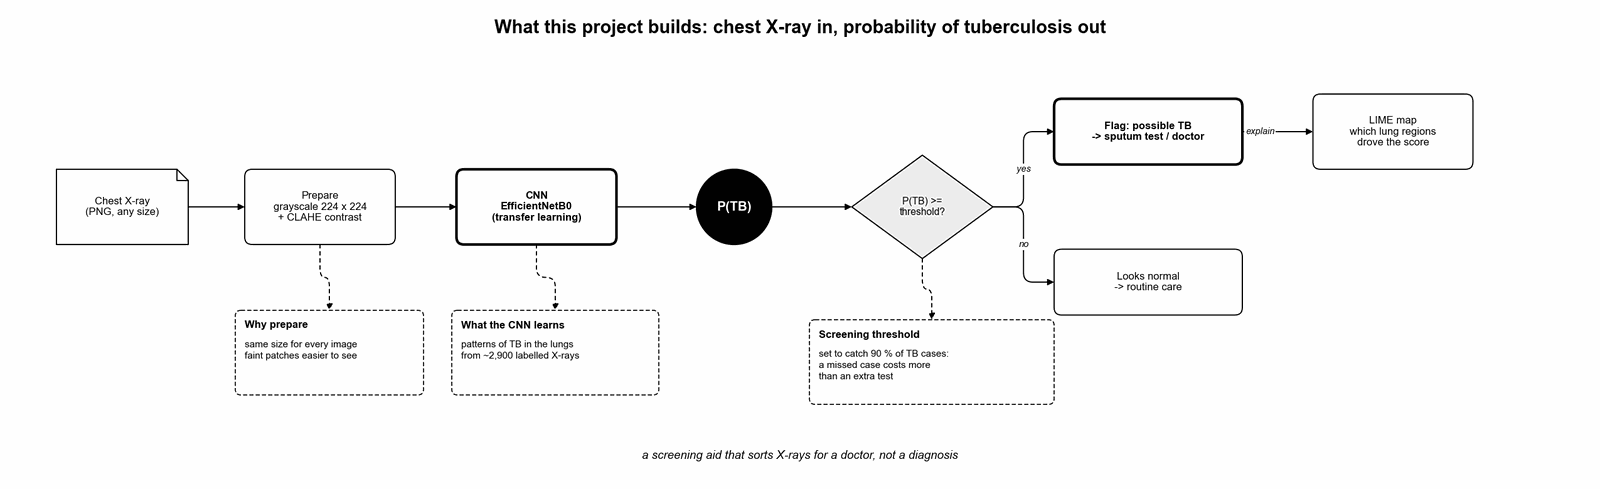 What this project builds: chest X-ray in, probability of tuberculosis out
Chest X-ray
(PNG, any size)
Prepare
grayscale 224 x 224
+ CLAHE contrast
CNN
EfficientNetB0
(transfer learning)
P(TB)
P(TB) >=
threshold?
yes
no
Flag: possible TB
-> sputum test / doctor
explain
LIME map
which lung regions
drove the score
Looks normal
-> routine care
Why prepare
same size for every image
faint patches easier to see
What the CNN learns
patterns of TB in the lungs
from ~2,900 labelled X-rays
Screening threshold
set to catch 90 % of TB cases:
a missed case costs more
than an extra test
a screening aid that sorts X-rays for a doctor, not a diagnosis